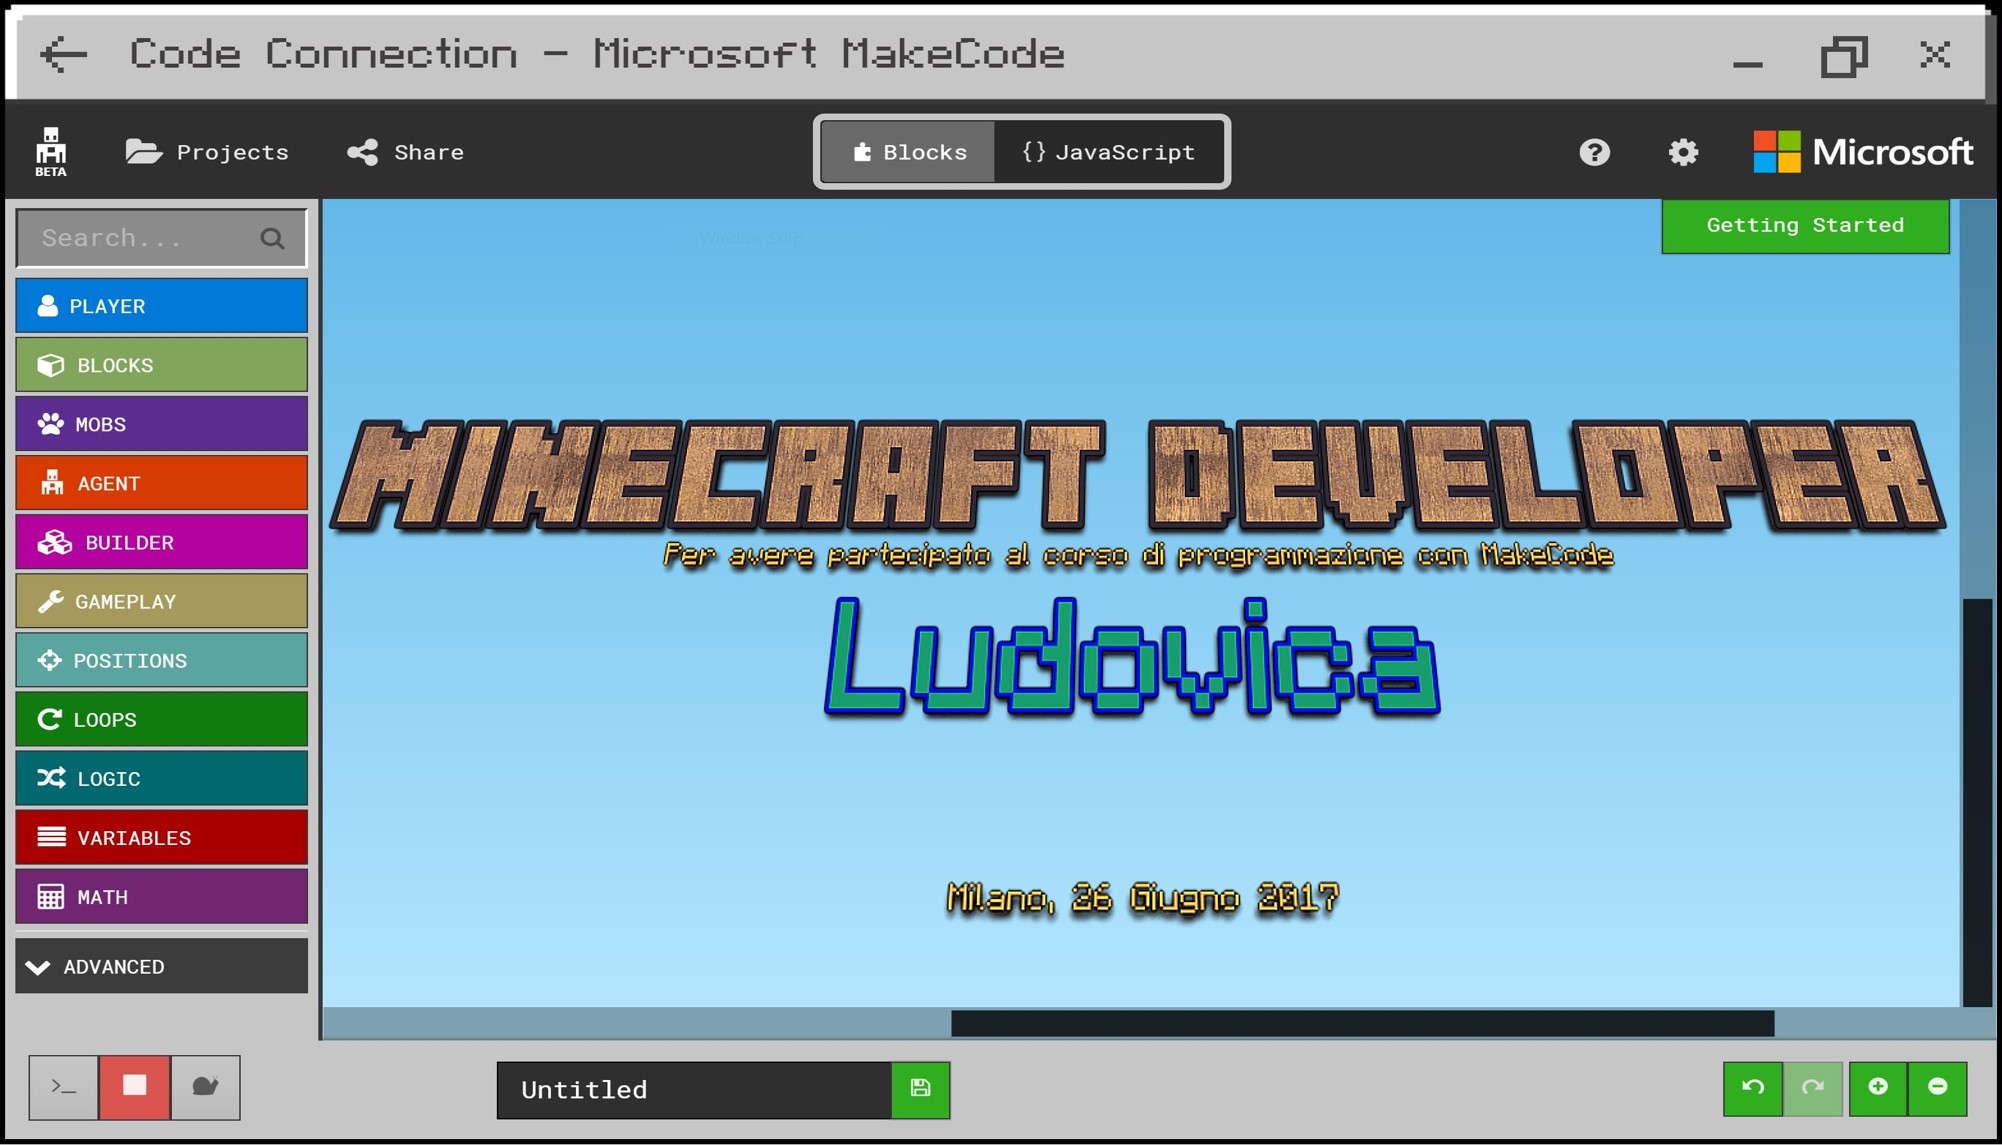 Code Connection - Microsoft MakeCode
BETA
Projects
Share
Blocks
{} JavaScript
Microsoft
Search...
Getting Started
PLAYER
BLOCKS
MOBS
AGENT
BUILDER
GAMEPLAY
POSITIONS
LOOPS
LOGIC
VARIABLES
MATH
ADVANCED
MINECRAFT DEVELOPER
Per avere partecipato al corso di programmazione con MakeCode
Ludovica
Milano, 26 Giugno 2017
Untitled